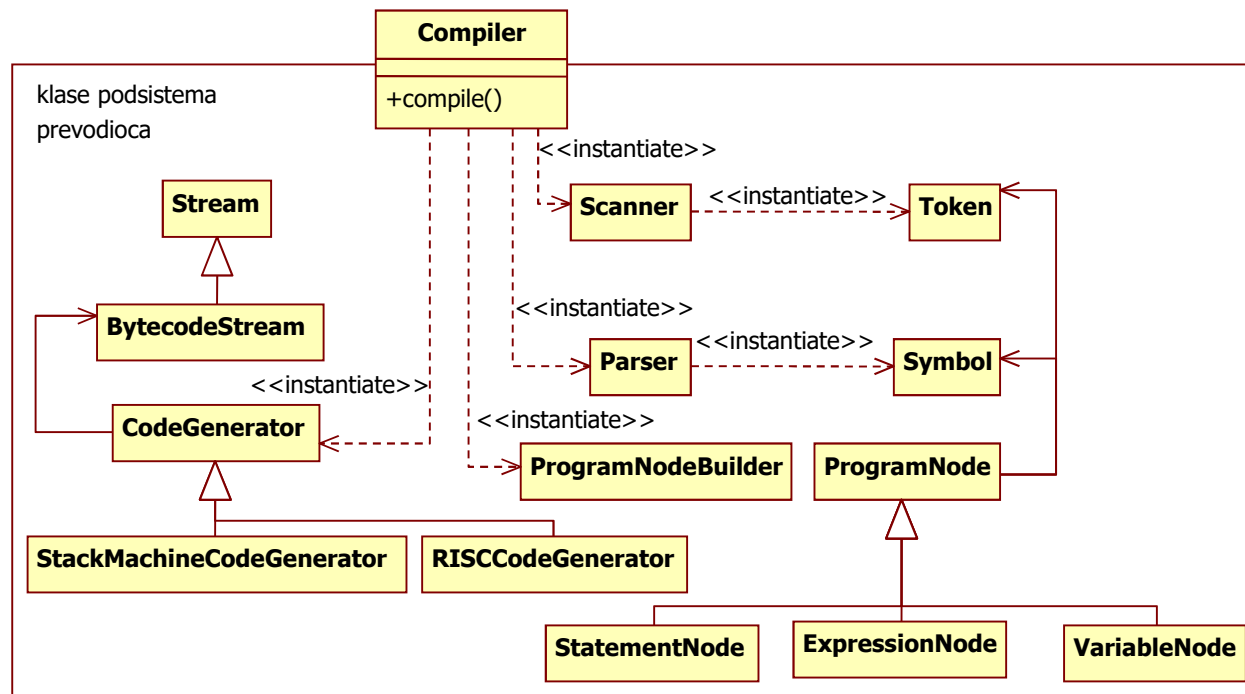 Compiler
+compile()
klase podsistema
prevodioca
<<instantiate>>
Stream
Scanner
<<instantiate>>
Token
BytecodeStream
<<instantiate>>
Parser
<<instantiate>>
Symbol
<<instantiate>>
CodeGenerator
<<instantiate>>
ProgramNodeBuilder
ProgramNode
StackMachineCodeGenerator
RISCCodeGenerator
StatementNode
ExpressionNode
VariableNode